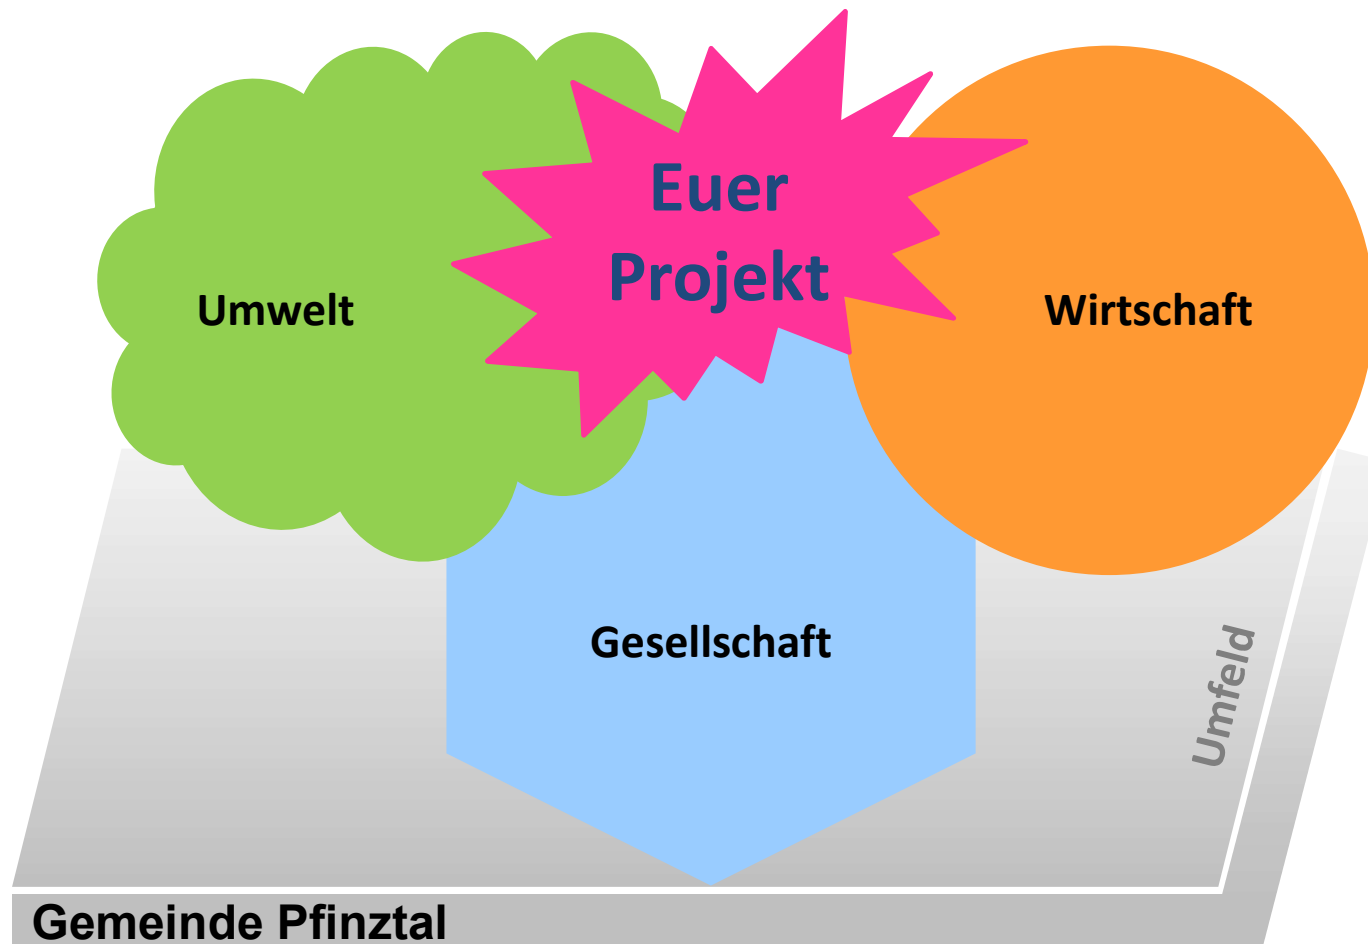 Euer
Projekt
Umwelt
Wirtschaft
Gesellschaft
Umfeld
Gemeinde Pfinztal